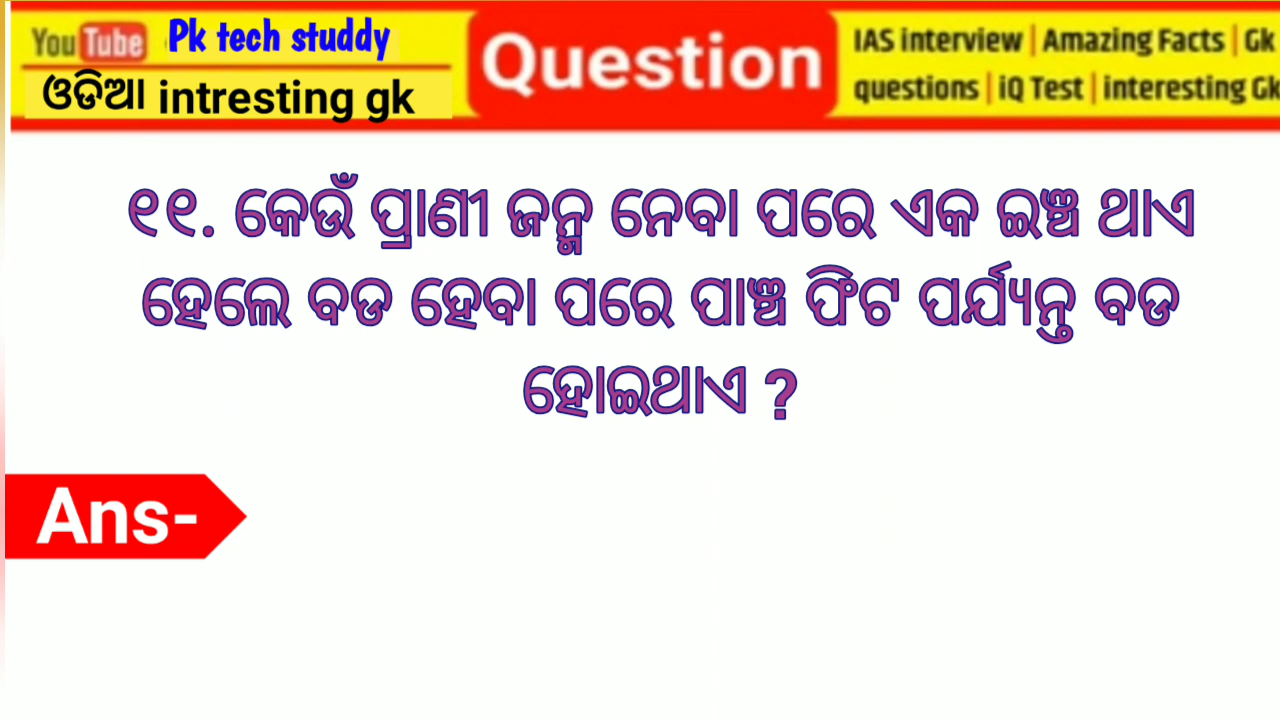 YouTube Pk tech studdy
ଓଡିଆ intresting gk
Question
IAS interview | Amazing Facts | Gk
questions | iQ Test | interesting Gk
୧୧. କେଉଁ ପ୍ରାଣୀ ଜନ୍ମ ନେବା ପରେ ଏକ ଇଞ୍ଚ ଥାଏ
ହେଲେ ବଡ ହେବା ପରେ ପାଞ୍ଚ ଫିଟ ପର୍ଯ୍ୟନ୍ତ ବଡ
ହୋଇଥାଏ ?
Ans-